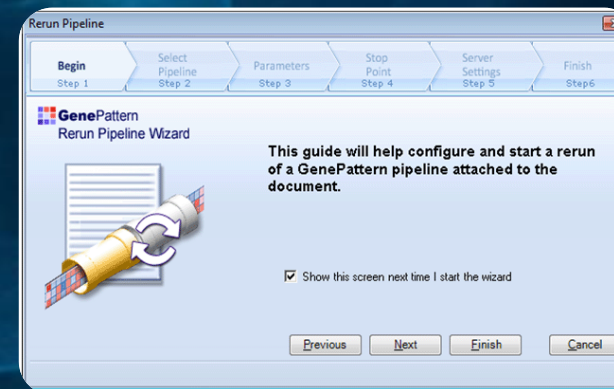 Rerun Pipeline
Begin
Step 1
Select
Pipeline
Step 2
Parameters
Step 3
Stop
Point
Step 4
Server
Settings
Step 5
Finish
Step6
GenePattern
Rerun Pipeline Wizard
This guide will help configure and start a rerun
of a GenePattern pipeline attached to the
document.
Show this screen next time I start the wizard
Previous
Next
Finish
Cancel